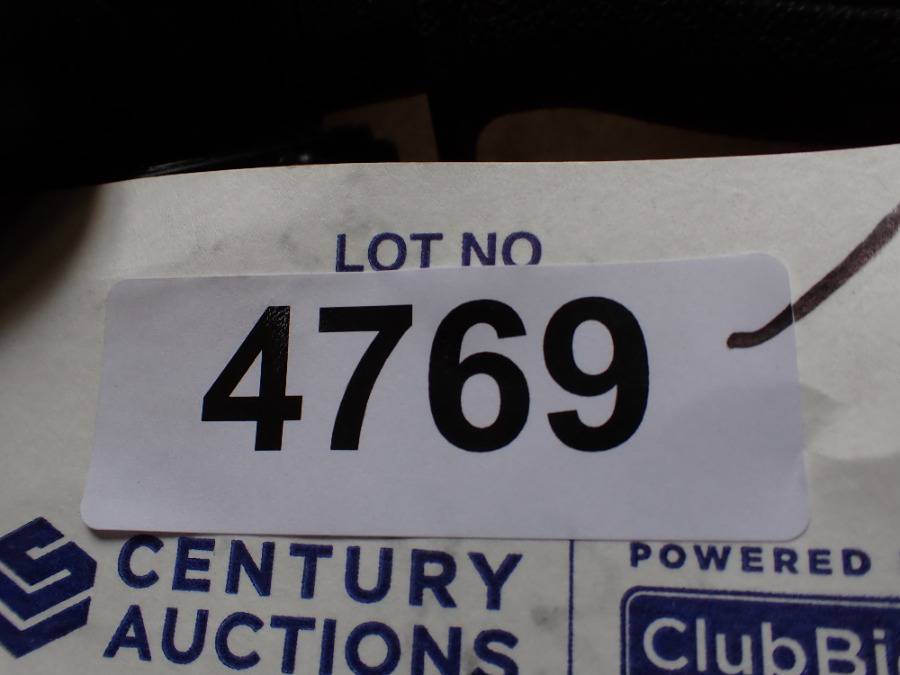 LOT NO
4769
CENTURY
AUCTIONS
POWERED